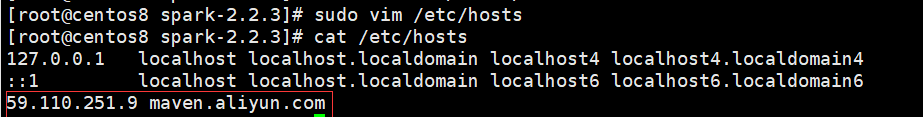 [root@centos8 spark-2.2.3]# sudo vim /etc/hosts
[root@centos8 spark-2.2.3]# cat /etc/hosts
127.0.0.1   localhost localhost.localdomain localhost4 localhost4.localdomain4
::1         localhost localhost.localdomain localhost6 localhost6.localdomain6
59.110.251.9 maven.aliyun.com